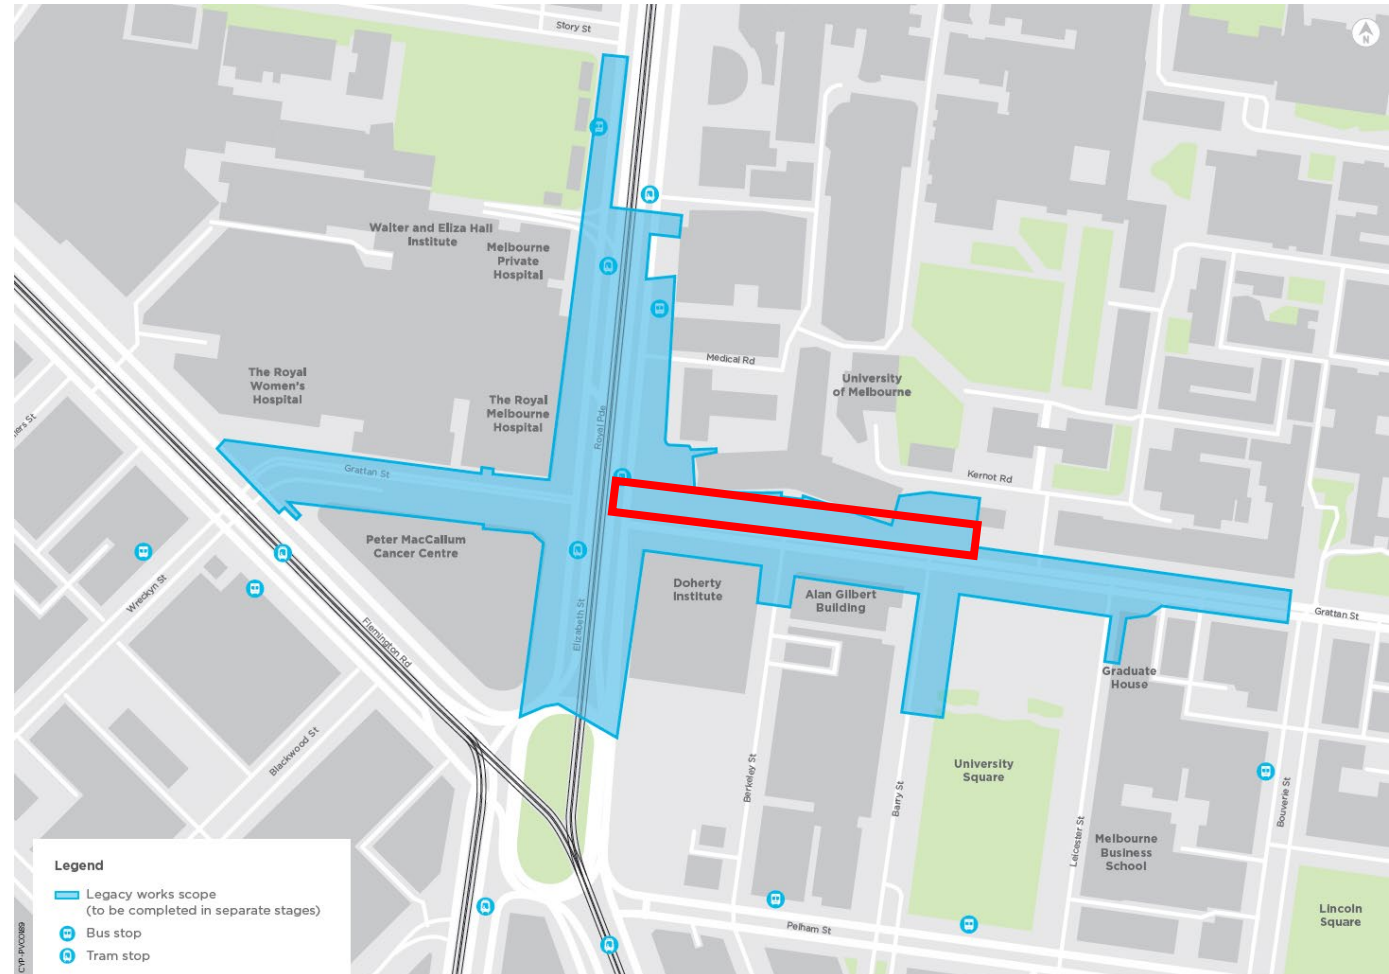 Story St
N
Walter and Eliza Hall
Institute
Melbourne
Private
Hospital
Medical Rd
The Royal
Women's
Hospital
The Royal
Melbourne
Hospital
Royal Pde
University
of Melbourne
Grattan St
Kernot Rd
Peter MacCallum
Cancer Centre
Doherty
Institute
Alan Gilbert
Building
Wreckyn St
Flemington Rd
Elizabeth St
Grattan St
Graduate
House
Blackwood St
Berkeley St
Barry St
University
Square
Leicester St
Bouverie St
Melbourne
Business
School
Pelham St
Lincoln
Square
Legend
Legacy works scope
(to be completed in separate stages)
Bus stop
Tram stop
CYP-PVC0189